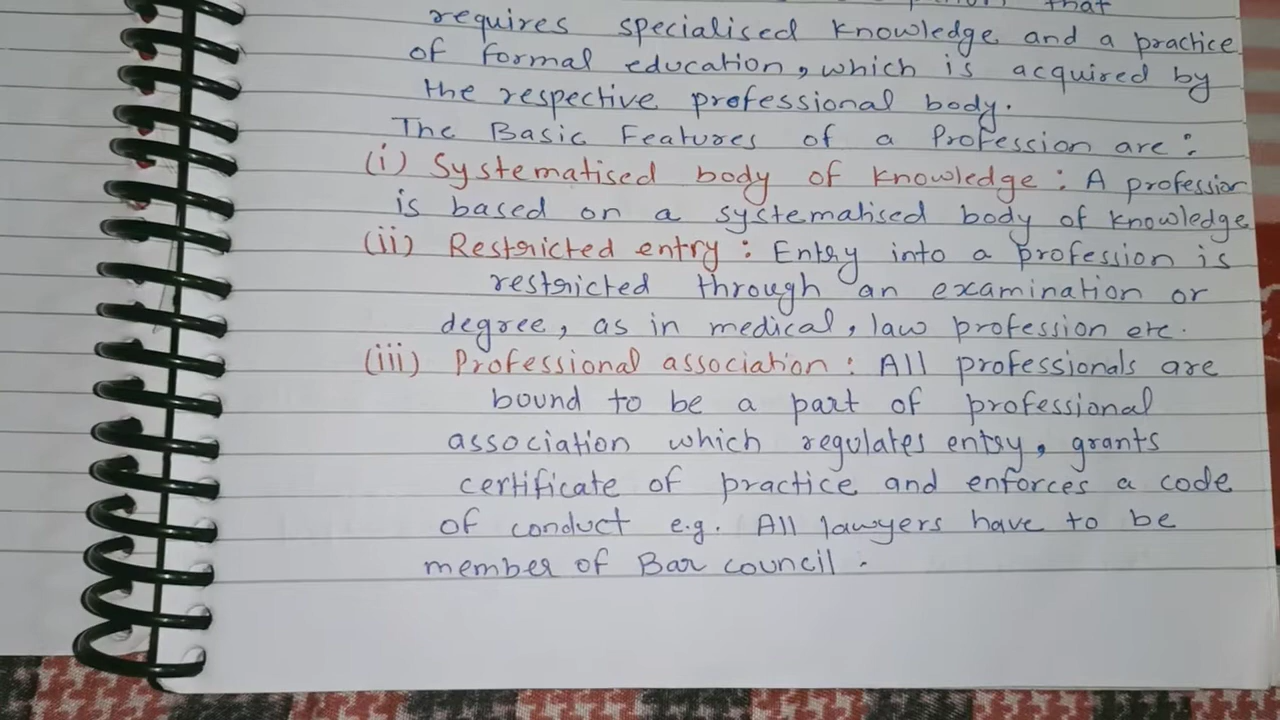 that
requires specialised knowledge and a practice
of formal education, which is acquired by
the respective professional body.
The Basic Features of a Profession are:
(i) Systematised body of knowledge: A profession
is based on a systematised body of knowledge
(ii) Restricted entry: Entry into a profession is
restricted through an examination or
degree, as in medical, law profession etc.
(iii) Professional association: All professionals are
bound to be a part of professional
association which regulates entry, grants
certificate of practice and enforces a code
of conduct e.g. All lawyers have to be
member of Bar council.